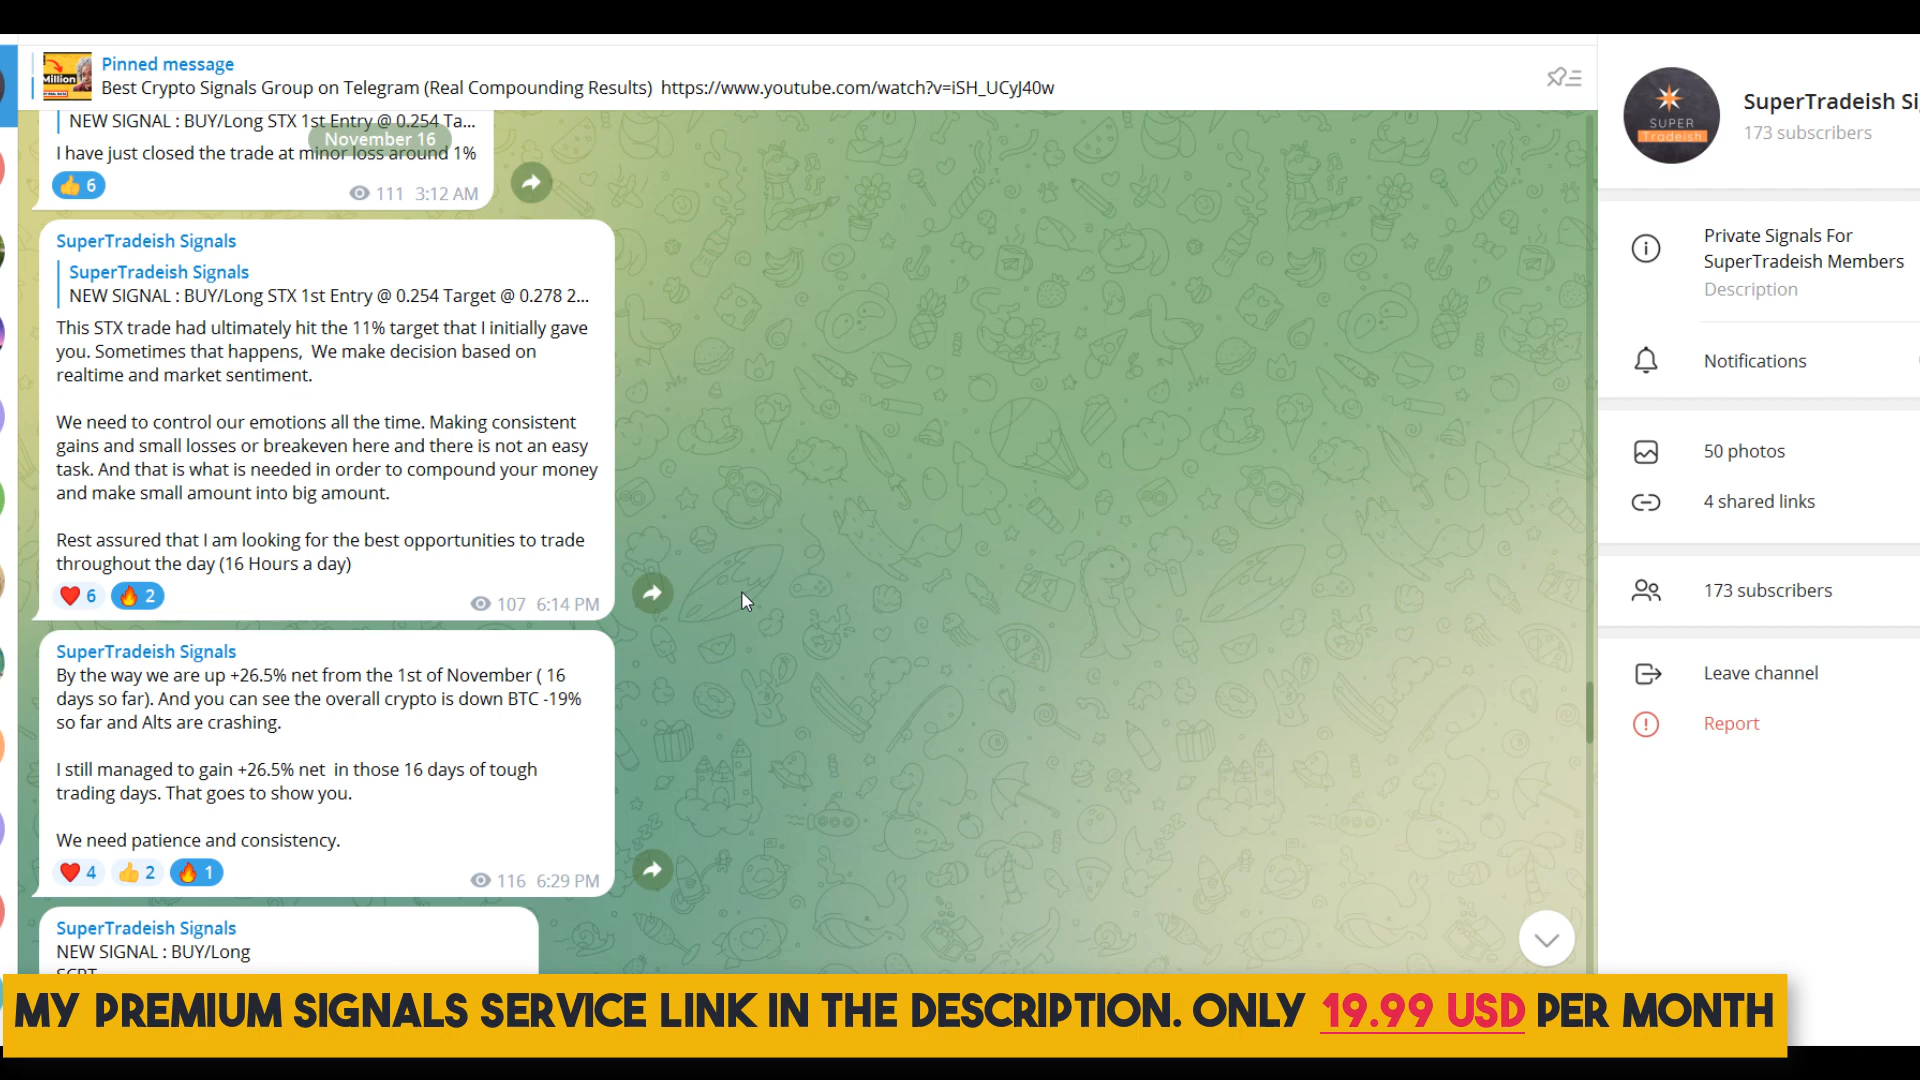 Pinned message
Best Crypto Signals Group on Telegram (Real Compounding Results) https://www.youtube.com/watch?v=iSH_UCyJ40w
Million
NEW SIGNAL : BUY/Long STX 1st Entry @ 0.254 Ta...
November 16
I have just closed the trade at minor loss around 1%
👍 6
111 3:12 AM
SuperTradeish Signals
SuperTradeish Signals
NEW SIGNAL : BUY/Long STX 1st Entry @ 0.254 Target @ 0.278 2...
This STX trade had ultimately hit the 11% target that I initially gave
you. Sometimes that happens, We make decision based on
realtime and market sentiment.
We need to control our emotions all the time. Making consistent
gains and small losses or breakeven here and there is not an easy
task. And that is what is needed in order to compound your money
and make small amount into big amount.
Rest assured that I am looking for the best opportunities to trade
throughout the day (16 Hours a day)
❤️ 6 🔥 2
107 6:14 PM
SuperTradeish Signals
By the way we are up +26.5% net from the 1st of November ( 16
days so far). And you can see the overall crypto is down BTC -19%
so far and Alts are crashing.
I still managed to gain +26.5% net in those 16 days of tough
trading days. That goes to show you.
We need patience and consistency.
❤️ 4 👍 2 🔥 1
116 6:29 PM
SuperTradeish Signals
NEW SIGNAL : BUY/Long
SUPER
Tradeish
SuperTradeish Si
173 subscribers
Private Signals For
SuperTradeish Members
Description
Notifications
50 photos
4 shared links
173 subscribers
Leave channel
Report
MY PREMIUM SIGNALS SERVICE LINK IN THE DESCRIPTION. ONLY 19.99 USD PER MONTH